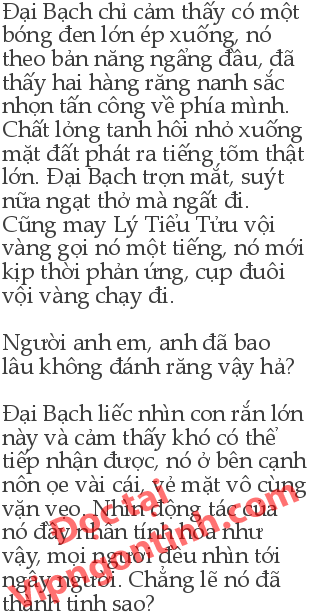 Đại Bạch chỉ cảm thấy có một
bóng đen lớn ép xuống, nó
theo bản năng ngẩng đầu, đã
thấy hai hàng răng nanh sắc
nhọn tấn công về phía mình.
Chất lỏng tanh hôi nhỏ xuống
mặt đất phát ra tiếng tõm thật
lớn. Đại Bạch trợn mắt, suýt
nữa ngạt thở mà ngất đi.
Cũng may Lý Tiểu Tửu vội
vàng gọi nó một tiếng, nó mới
kịp thời phản ứng, cụp đuôi
vội vàng chạy đi.
Người anh em, anh đã bao
lâu không đánh răng vậy hả?
Đại Bạch liếc nhìn con rắn lớn
này và cảm thấy khó có thể
tiếp nhận được, nó ở bên cạnh
nôn ọe vài cái, vẻ mặt vô cùng
vặn vẹo. Nhìn động tác của
nó đầy nhân tính hóa như
vậy, mọi người đều nhìn tới
ngây người. Chẳng lẽ nó đã
thành tinh sao?
Đọc tại
Vipngontinh.com